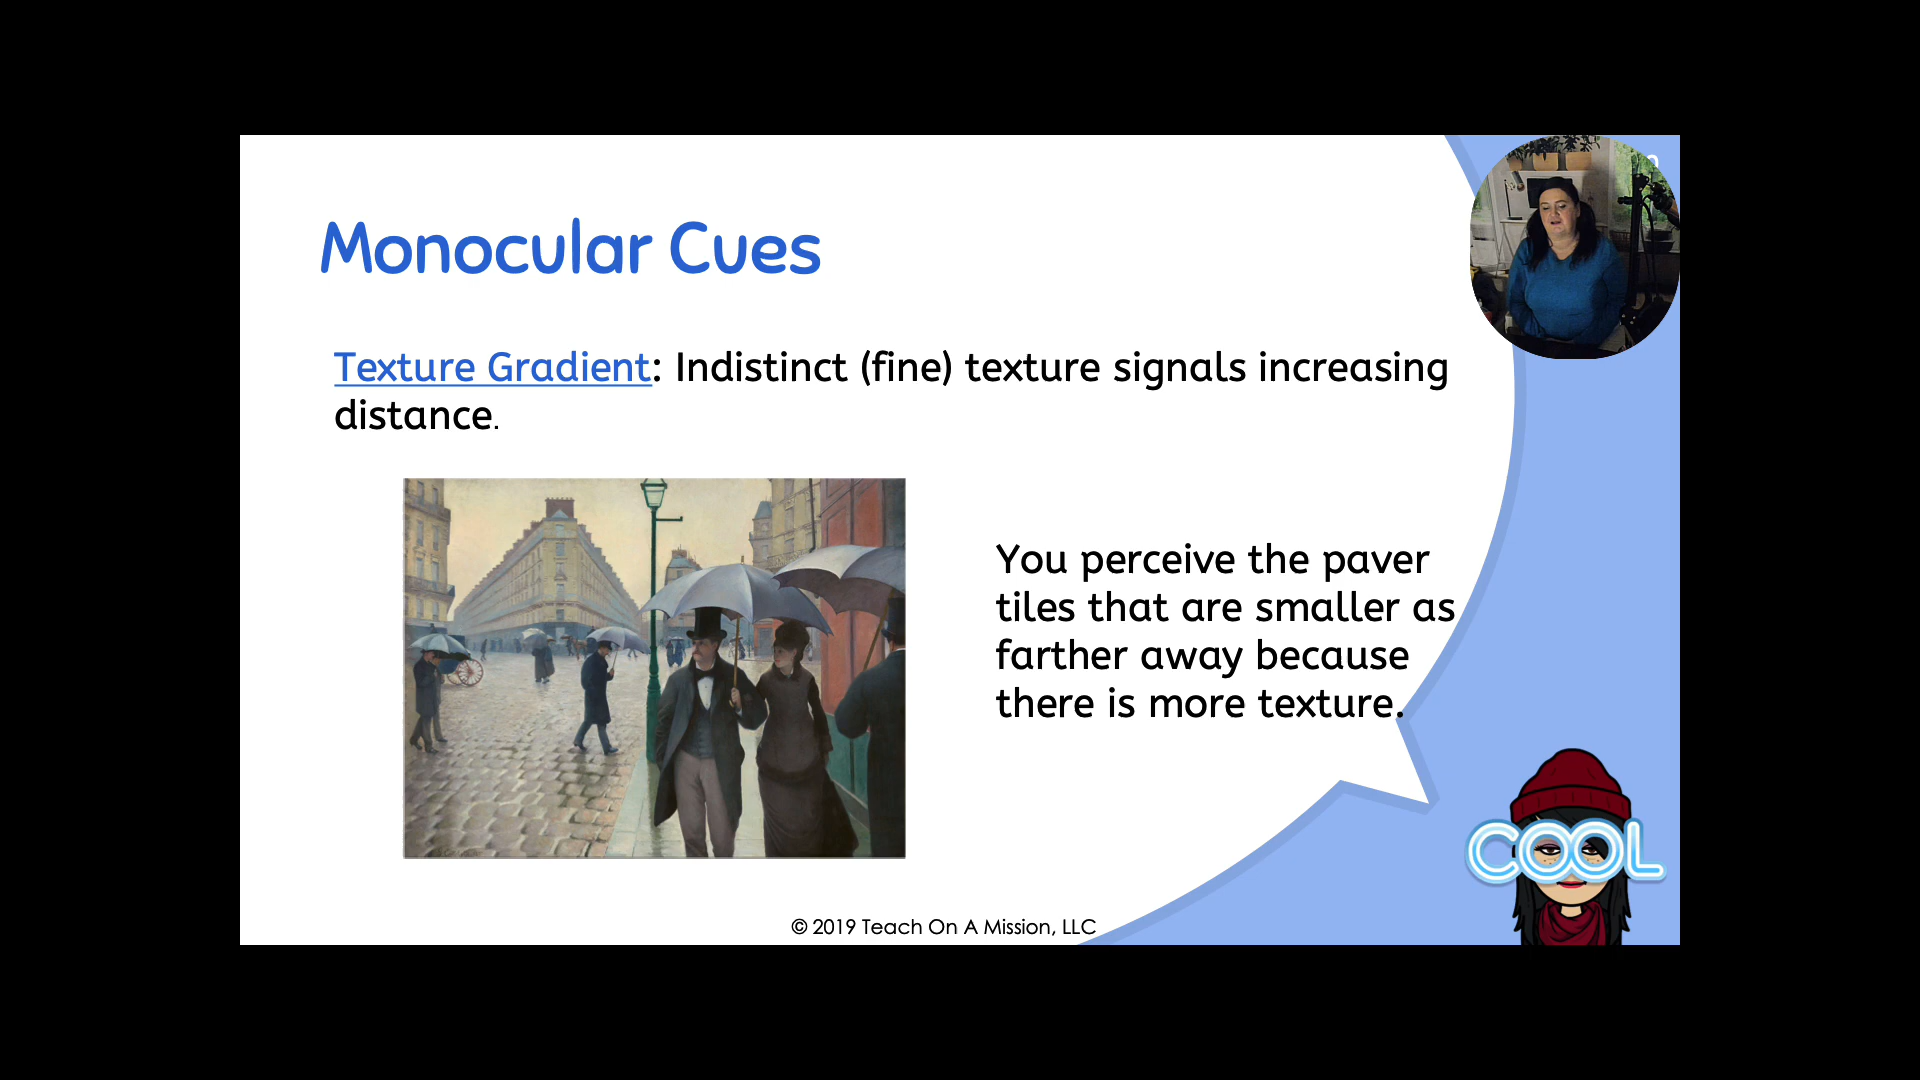 Monocular Cues
Texture Gradient: Indistinct (fine) texture signals increasing
distance.
You perceive the paver
tiles that are smaller as
farther away because
there is more texture.
COOL
© 2019 Teach On A Mission, LLC